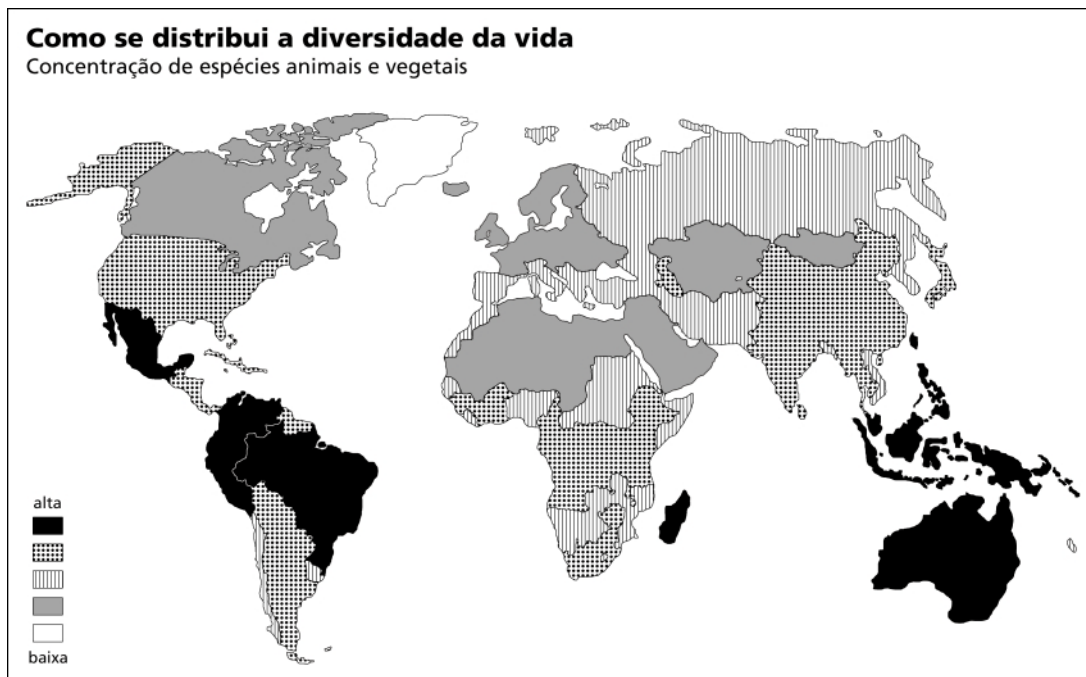 Como se distribui a diversidade da vida
Concentração de espécies animais e vegetais
alta
baixa